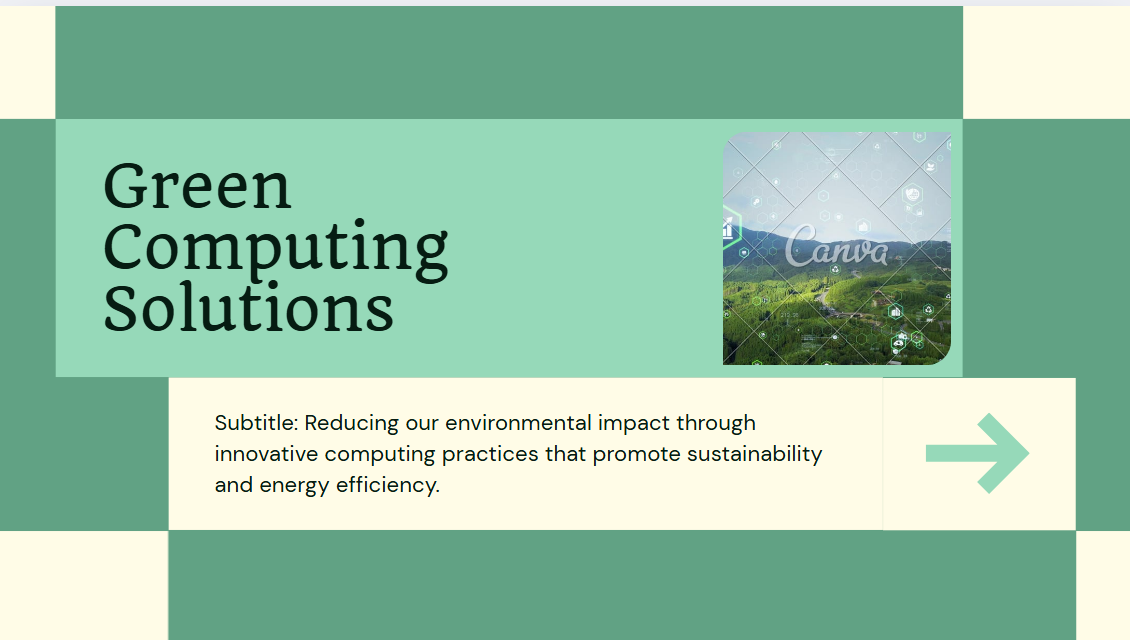 Green
Computing
Solutions
Canva
Subtitle: Reducing our environmental impact through
innovative computing practices that promote sustainability
and energy efficiency.